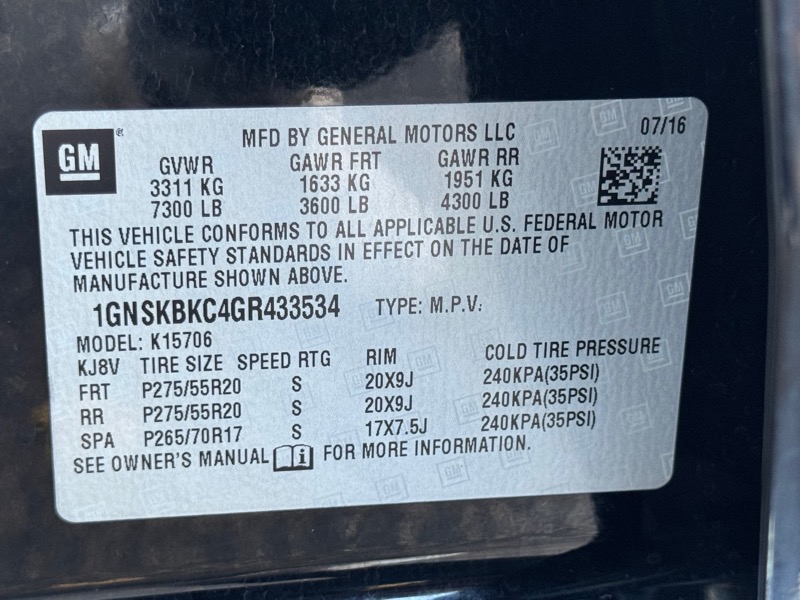 GM ®
MFD BY GENERAL MOTORS LLC 07/16
GVWR GAWR FRT GAWR RR
3311 KG 1633 KG 1951 KG
7300 LB 3600 LB 4300 LB
THIS VEHICLE CONFORMS TO ALL APPLICABLE U.S. FEDERAL MOTOR
VEHICLE SAFETY STANDARDS IN EFFECT ON THE DATE OF
MANUFACTURE SHOWN ABOVE.
1GNSKBKC4GR433534 TYPE: M.P.V.
MODEL: K15706
KJ8V TIRE SIZE SPEED RTG RIM COLD TIRE PRESSURE
FRT P275/55R20 S 20X9J 240KPA(35PSI)
RR P275/55R20 S 20X9J 240KPA(35PSI)
SPA P265/70R17 S 17X7.5J 240KPA(35PSI)
SEE OWNER'S MANUAL FOR MORE INFORMATION.